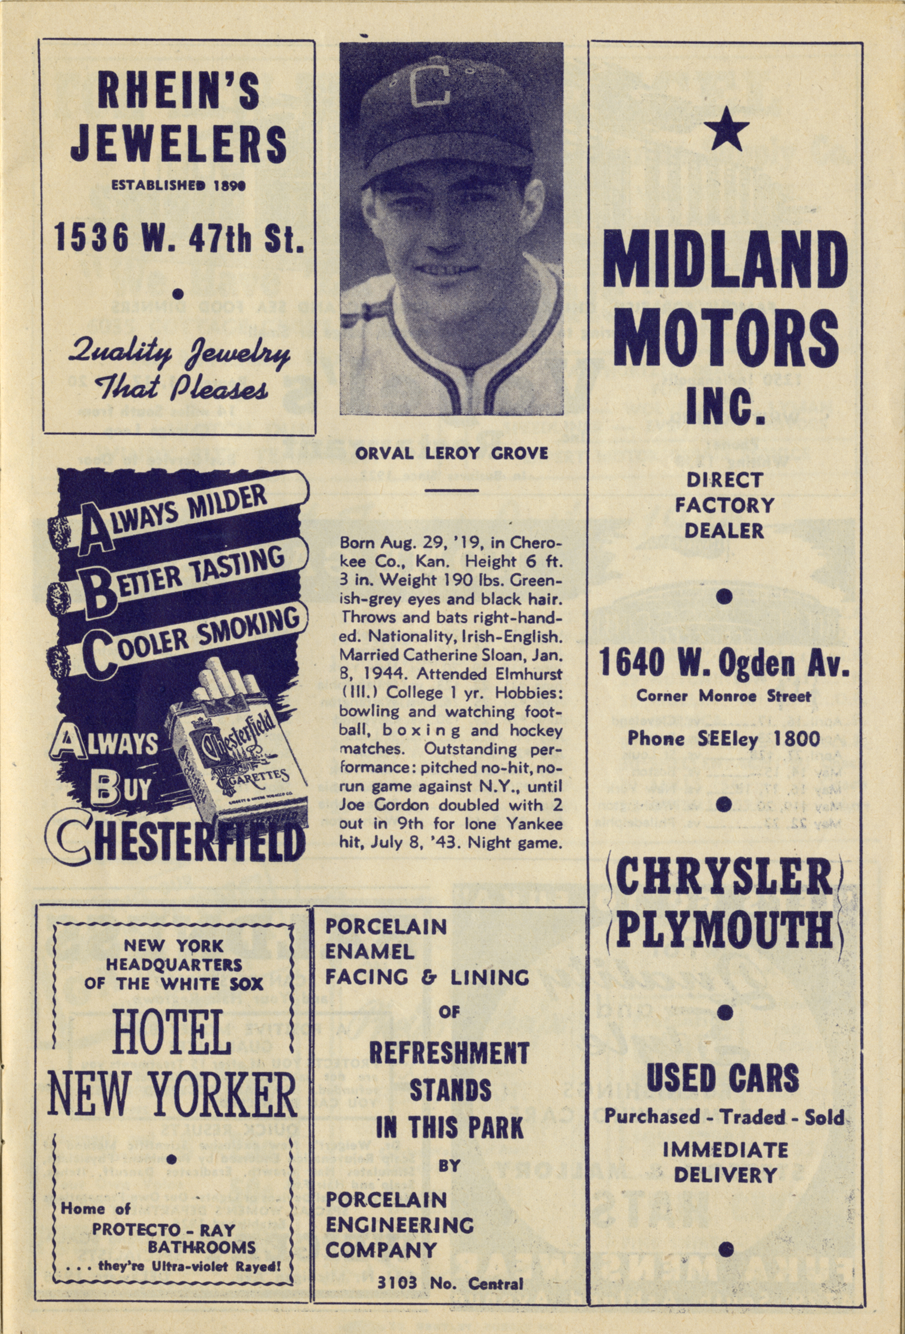 RHEIN'S
JEWELERS
ESTABLISHED 1890
1536 W. 47th St.
Quality Jewelry
That Pleases
ALWAYS MILDER
BETTER TASTING
COOLER SMOKING
Chesterfield
CIGARETTES
LIGGETT & MYERS TOBACCO CO.
ALWAYS
BUY
CHESTERFIELD
C
ORVAL LEROY GROVE
Born Aug. 29, '19, in Chero-
kee Co., Kan. Height 6 ft.
3 in. Weight 190 lbs. Green-
ish-grey eyes and black hair.
Throws and bats right-hand-
ed. Nationality, Irish-English.
Married Catherine Sloan, Jan.
8, 1944. Attended Elmhurst
(Ill.) College 1 yr. Hobbies:
bowling and watching foot-
ball, boxing and hockey
matches. Outstanding per-
formance: pitched no-hit, no-
run game against N.Y., until
Joe Gordon doubled with 2
out in 9th for lone Yankee
hit, July 8, '43. Night game.
MIDLAND
MOTORS
INC.
DIRECT
FACTORY
DEALER
1640 W. Ogden Av.
Corner Monroe Street
Phone SEEley 1800
CHRYSLER
PLYMOUTH
USED CARS
Purchased - Traded - Sold
IMMEDIATE
DELIVERY
NEW YORK
HEADQUARTERS
OF THE WHITE SOX
HOTEL
NEW YORKER
Home of
PROTECTO - RAY
BATHROOMS
. . . they're Ultra-violet Rayed!
PORCELAIN
ENAMEL
FACING & LINING
OF
REFRESHMENT
STANDS
IN THIS PARK
BY
PORCELAIN
ENGINEERING
COMPANY
3103 No. Central